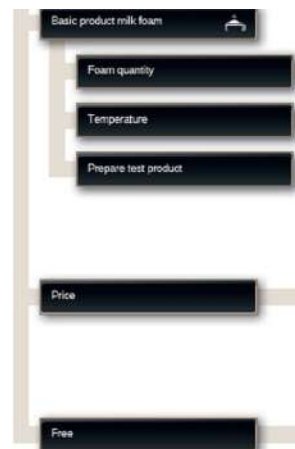 Basic product milk foam
Foam quantity
Temperature
Prepare test product
Price
Free